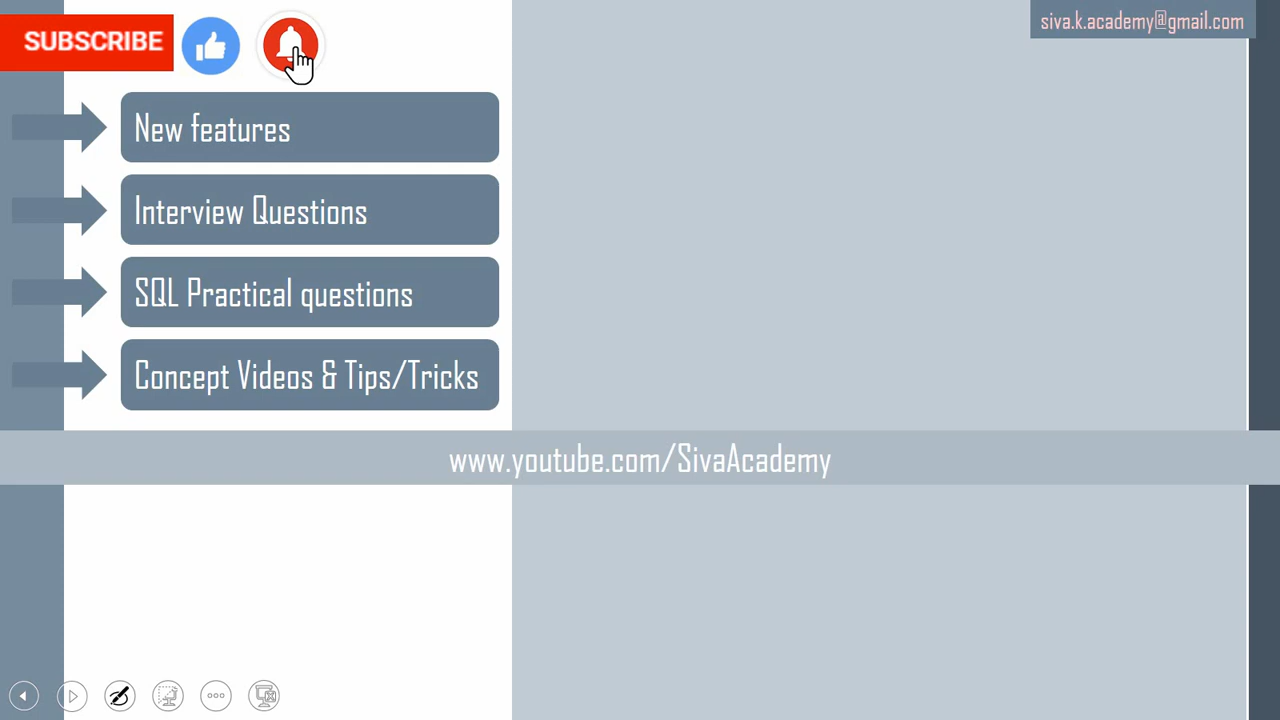 SUBSCRIBE
siva.k.academy@gmail.com
New features
Interview Questions
SQL Practical questions
Concept Videos & Tips/Tricks
www.youtube.com/SivaAcademy